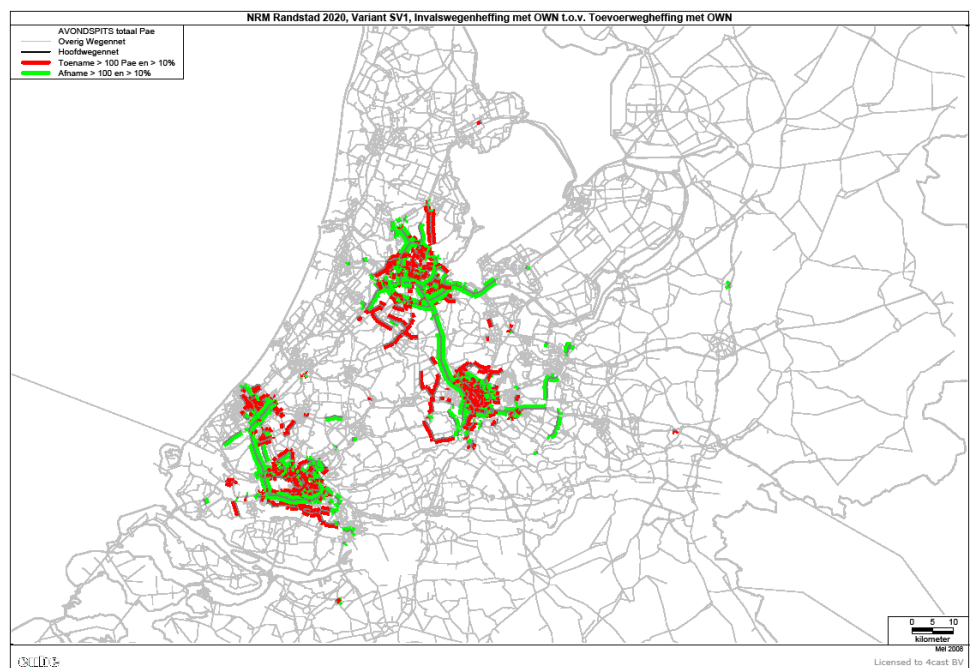 NRM Randstad 2020, Variant SV1, Invalswegenheffing met OWN t.o.v. Toevoerwegheffing met OWN
AVONDSPITS totaal Pae
Overig Wegennet
Hoofdwegennet
Toename > 100 Pae en > 10%
Afname > 100 en > 10%
0 5 10
kilometer
Mei 2008
cube
Licensed to 4cast BV